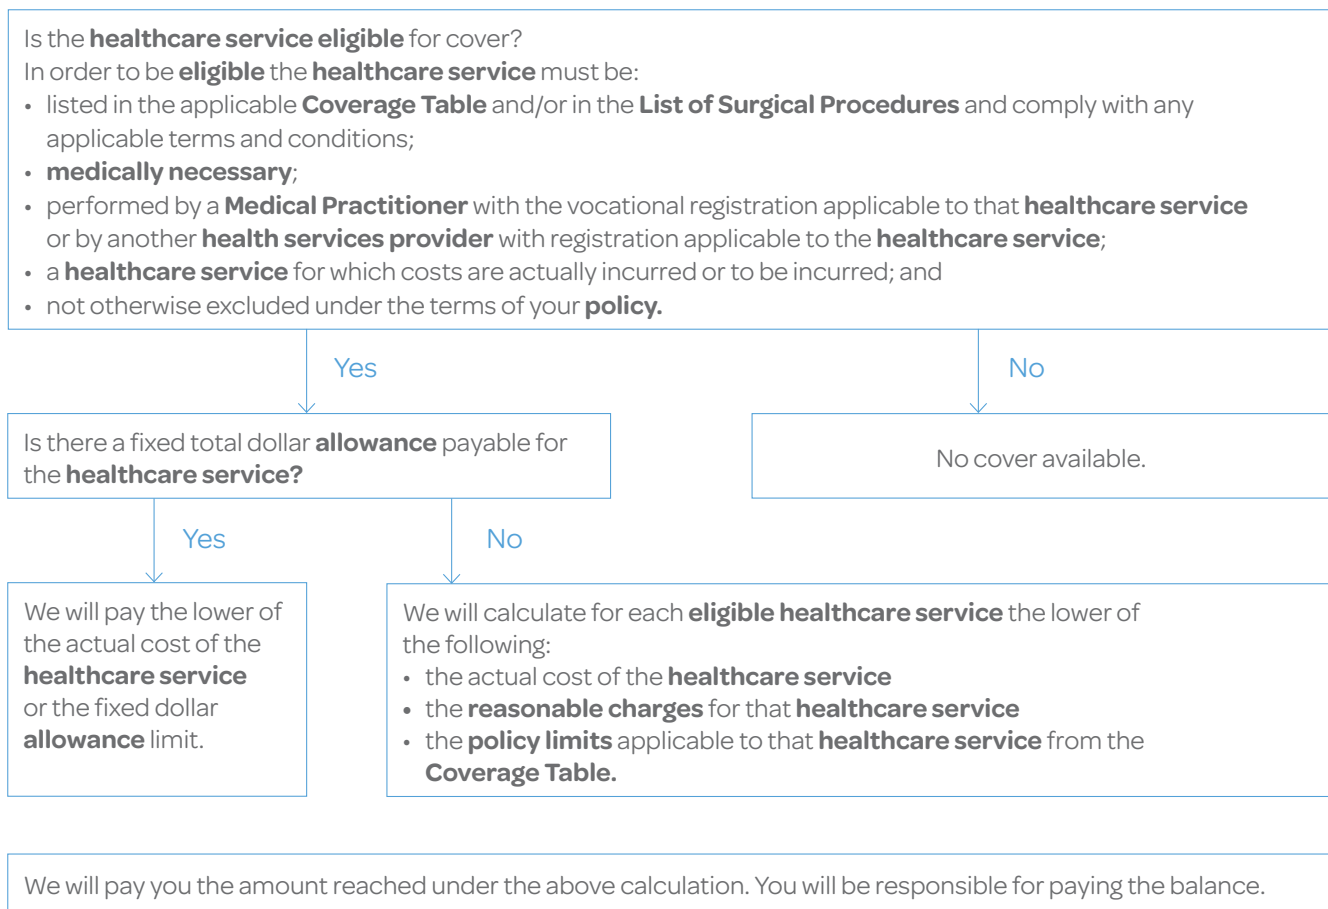 Is the healthcare service eligible for cover?
In order to be eligible the healthcare service must be:
• listed in the applicable Coverage Table and/or in the List of Surgical Procedures and comply with any
applicable terms and conditions;
• medically necessary;
• performed by a Medical Practitioner with the vocational registration applicable to that healthcare service
or by another health services provider with registration applicable to the healthcare service;
• a healthcare service for which costs are actually incurred or to be incurred; and
• not otherwise excluded under the terms of your policy.
Yes
No
Is there a fixed total dollar allowance payable for
the healthcare service?
No cover available.
Yes
No
We will pay the lower of
the actual cost of the
healthcare service
or the fixed dollar
allowance limit.
We will calculate for each eligible healthcare service the lower of
the following:
• the actual cost of the healthcare service
• the reasonable charges for that healthcare service
• the policy limits applicable to that healthcare service from the
Coverage Table.
We will pay you the amount reached under the above calculation. You will be responsible for paying the balance.